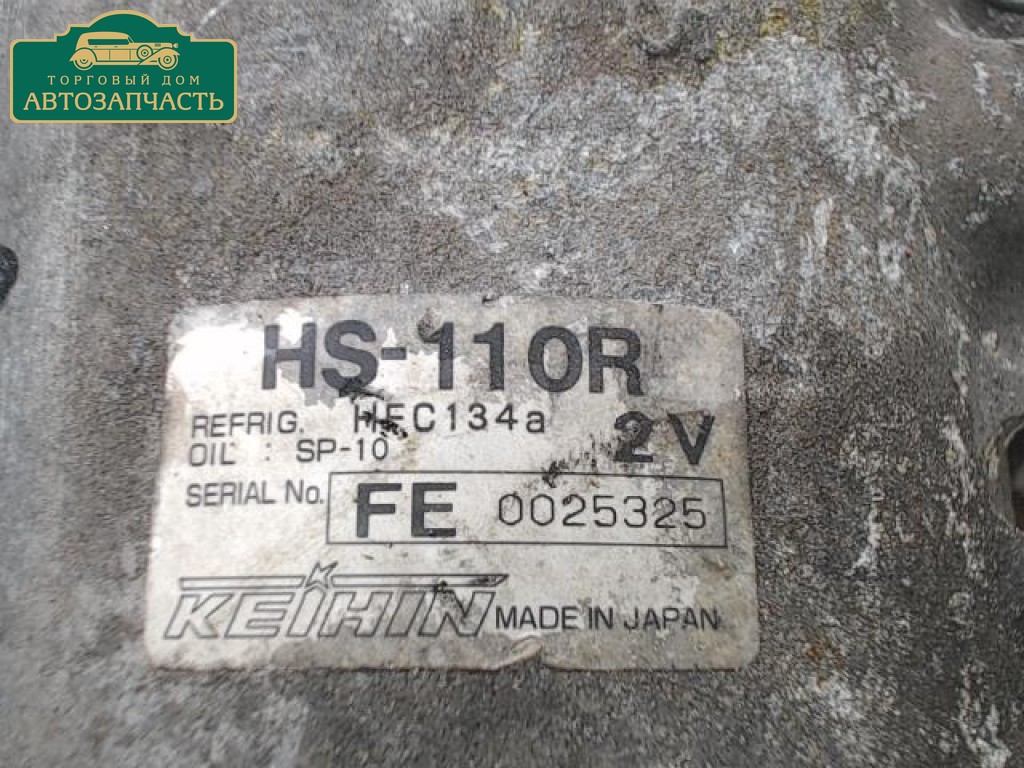 ТОРГОВЫЙ ДОМ
АВТОЗАПЧАСТЬ
HS-110R
REFRIG. HFC134a 2V
OIL : SP-10
SERIAL No. FE 0025325
KEIHIN MADE IN JAPAN